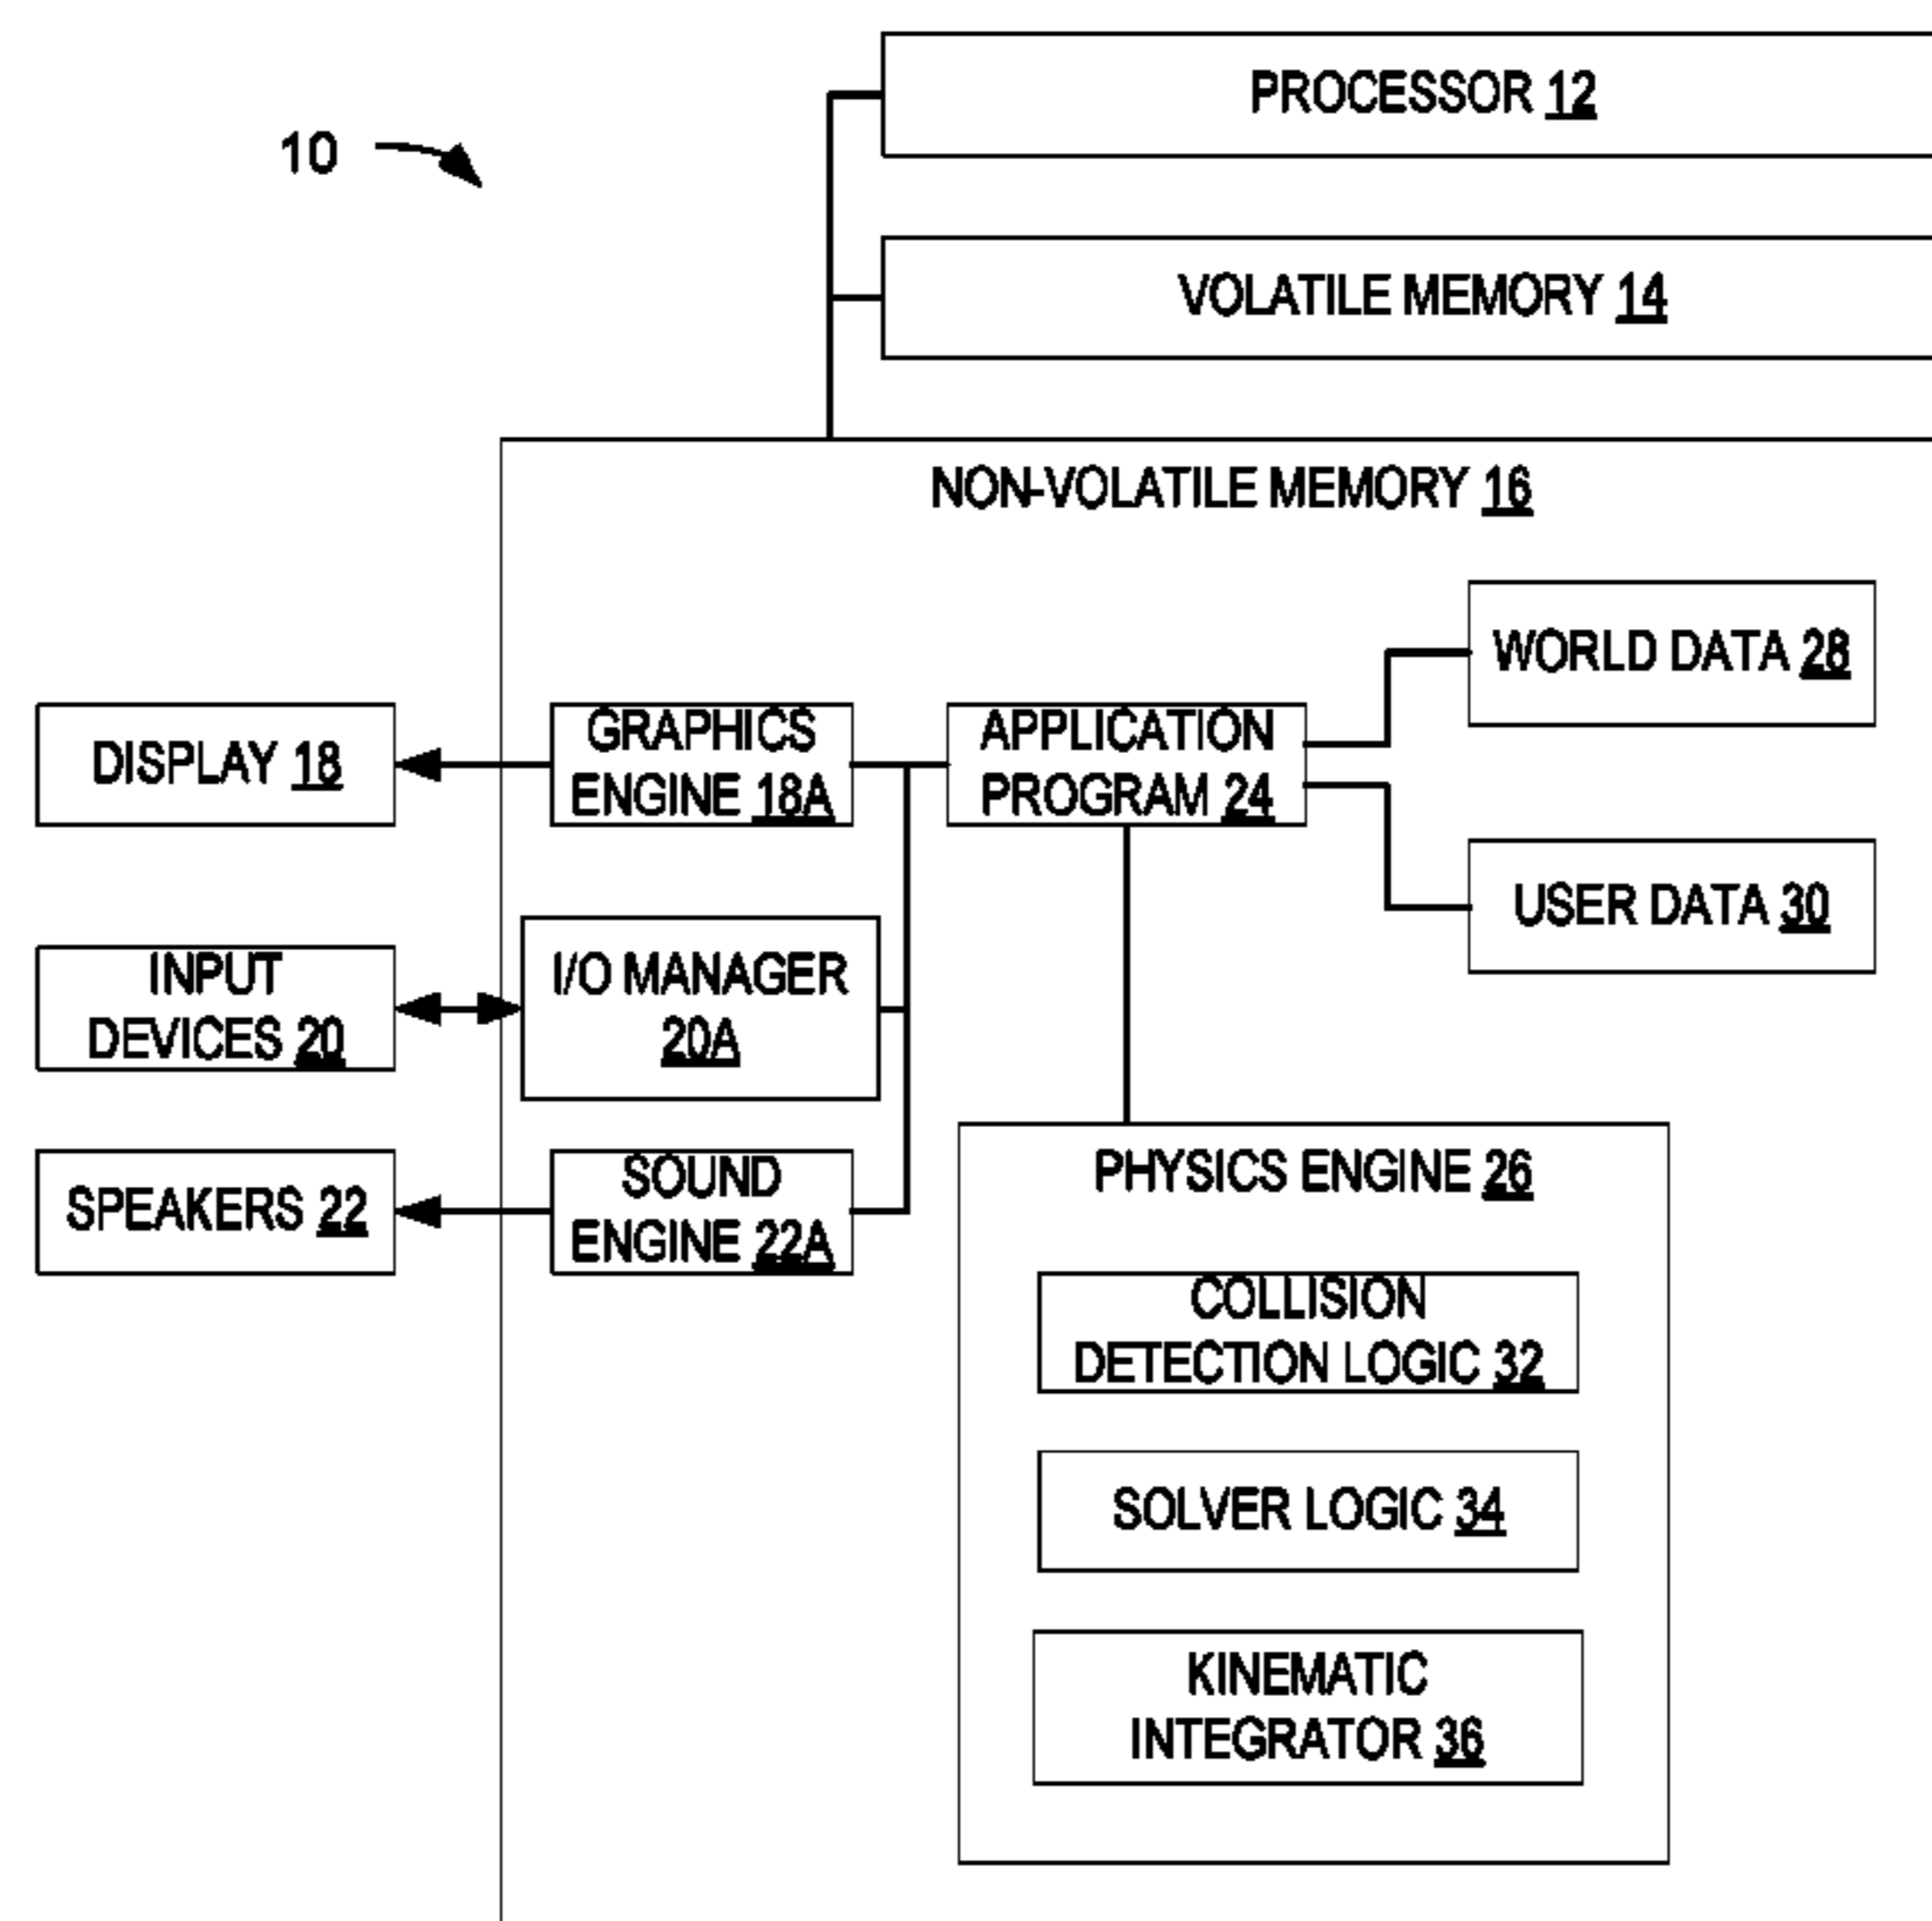 10
PROCESSOR 12
VOLATILE MEMORY 14
NON-VOLATILE MEMORY 16
WORLD DATA 28
DISPLAY 18
GRAPHICS
ENGINE 18A
APPLICATION
PROGRAM 24
USER DATA 30
INPUT
DEVICES 20
I/O MANAGER
20A
SPEAKERS 22
SOUND
ENGINE 22A
PHYSICS ENGINE 26
COLLISION
DETECTION LOGIC 32
SOLVER LOGIC 34
KINEMATIC
INTEGRATOR 36